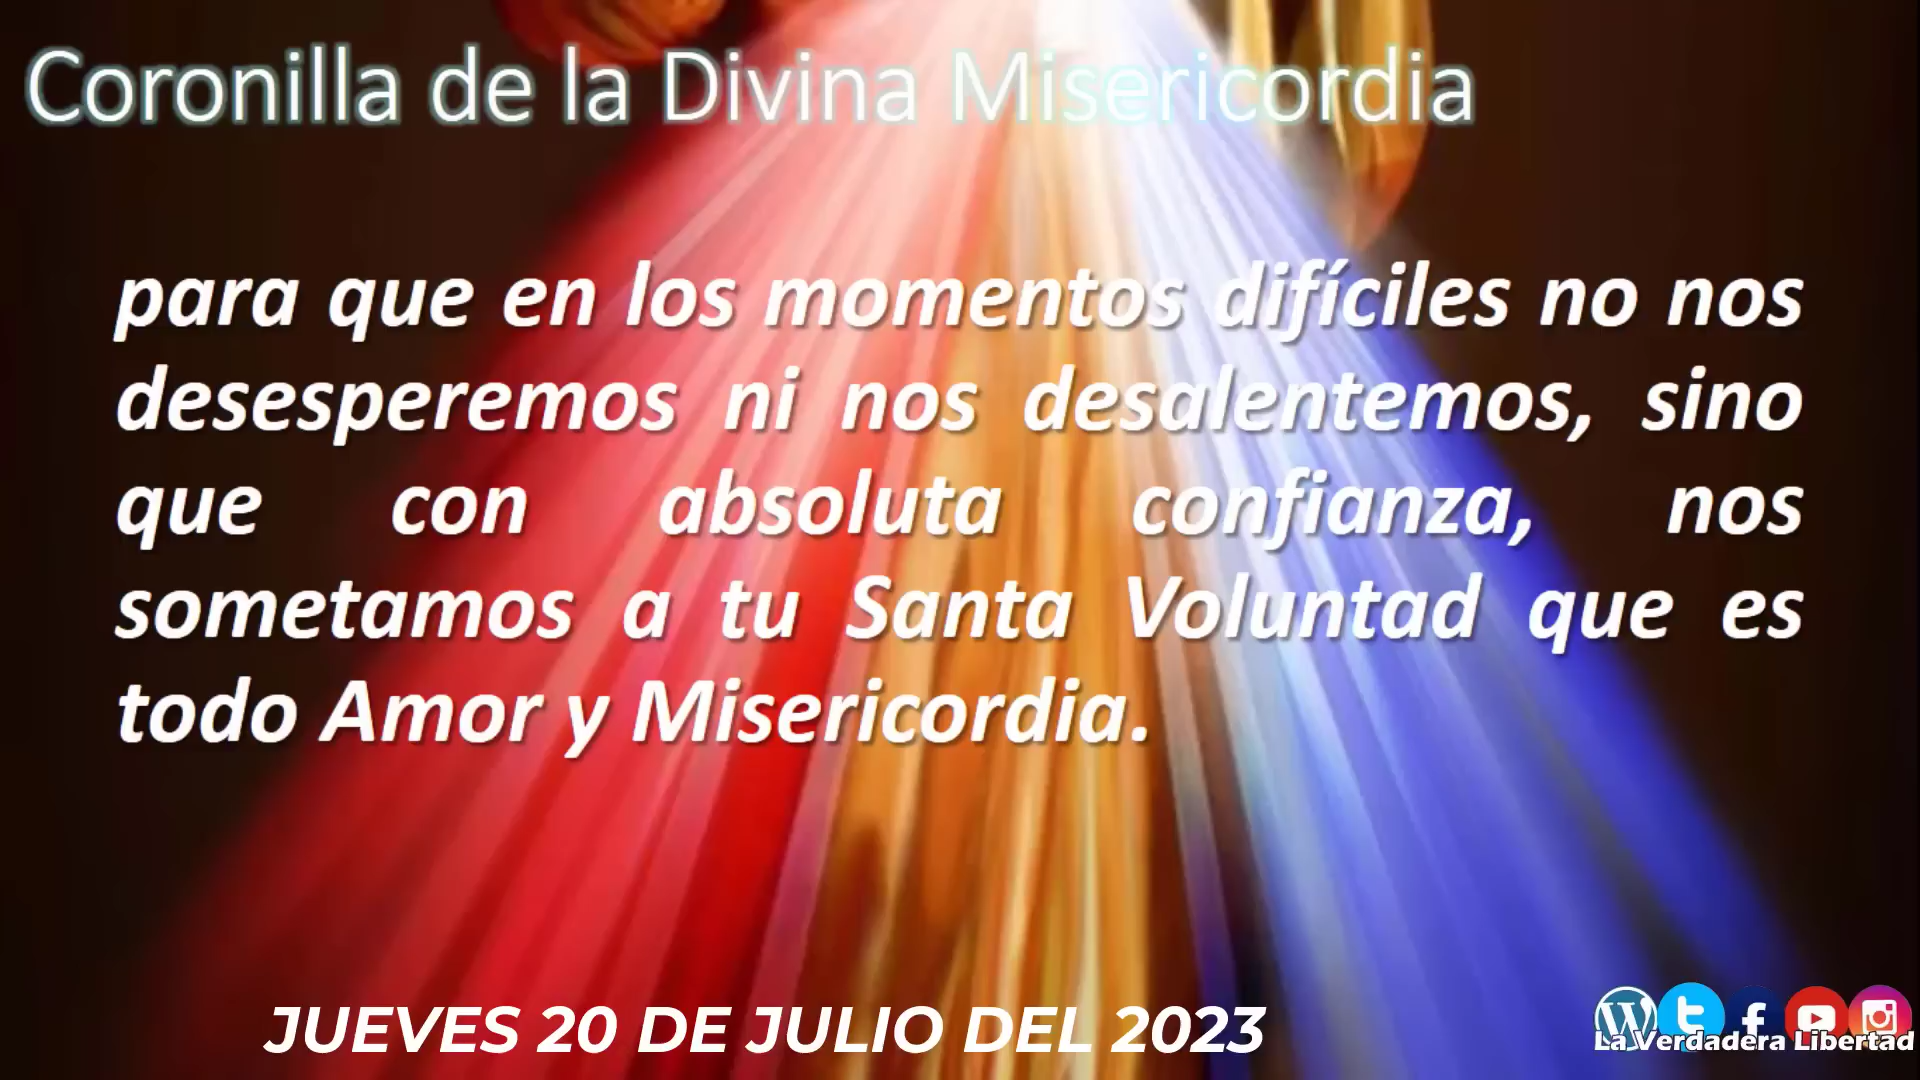 Coronilla de la Divina Misericordia
para que en los momentos difíciles no nos
desesperemos ni nos desalentemos, sino
que con absoluta confianza, nos
sometamos a tu Santa Voluntad que es
todo Amor y Misericordia.
JUEVES 20 DE JULIO DEL 2023
La Verdadera Libertad